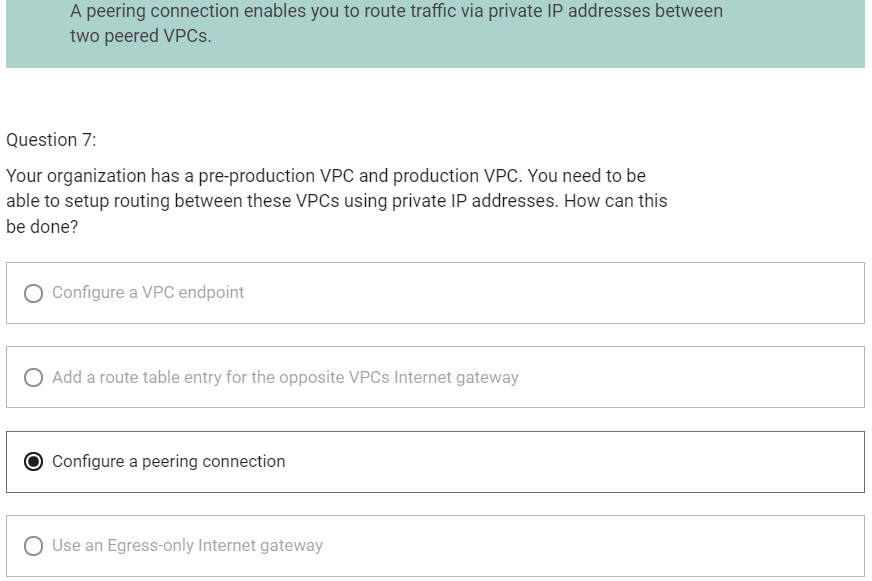 A peering connection enables you to route traffic via private IP addresses between
two peered VPCs.
Question 7:
Your organization has a pre-production VPC and production VPC. You need to be
able to setup routing between these VPCs using private IP addresses. How can this
be done?
Configure a VPC endpoint
Add a route table entry for the opposite VPCs Internet gateway
Configure a peering connection
Use an Egress-only Internet gateway